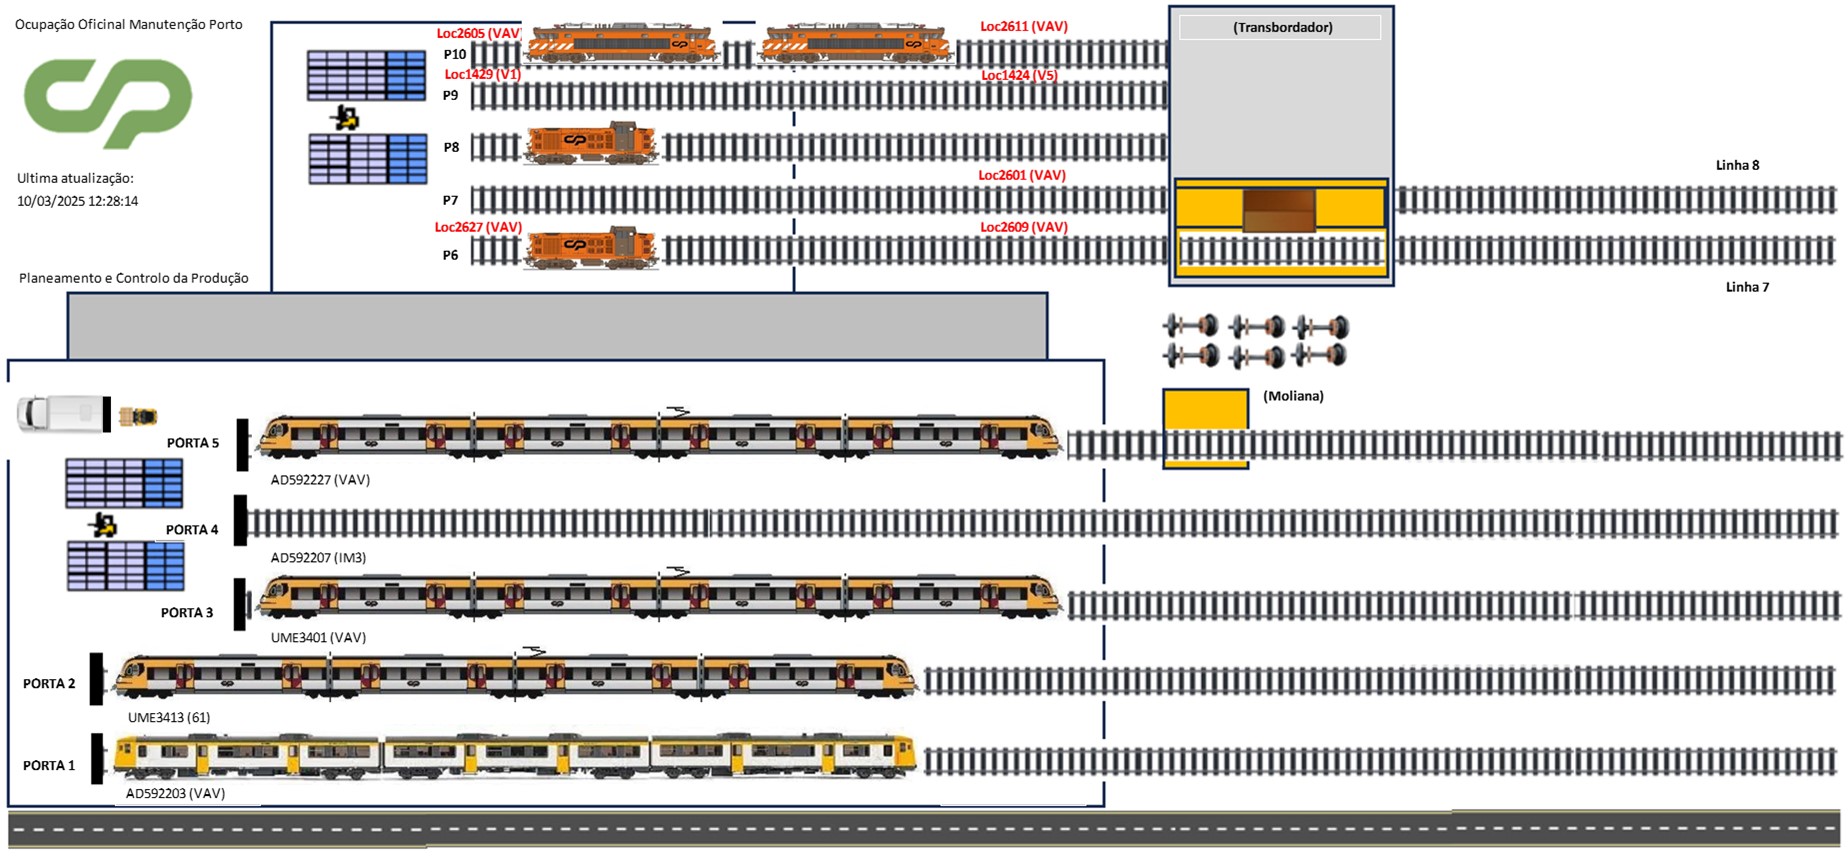 Ocupação Oficinal Manutenção Porto
CP
Ultima atualização:
10/03/2025 12:28:14
Planeamento e Controlo da Produção
Loc2605 (VAV)
Loc2611 (VAV)
P10
Loc1429 (V1)
Loc1424 (V5)
P9
P8
Loc2601 (VAV)
P7
Loc2627 (VAV)
Loc2609 (VAV)
P6
(Transbordador)
Linha 8
Linha 7
(Moliana)
PORTA 5
AD592227 (VAV)
PORTA 4
AD592207 (IM3)
PORTA 3
UME3401 (VAV)
PORTA 2
UME3413 (61)
PORTA 1
AD592203 (VAV)